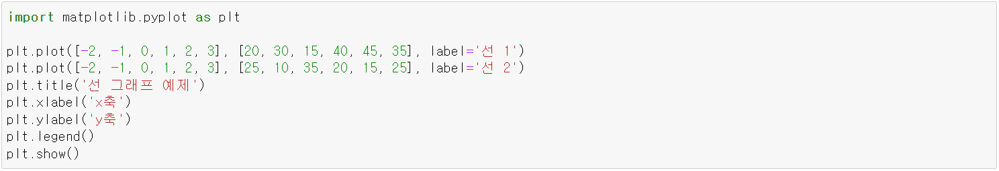 import matplotlib.pyplot as plt
plt.plot([-2, -1, 0, 1, 2, 3], [20, 30, 15, 40, 45, 35], label='선 1')
plt.plot([-2, -1, 0, 1, 2, 3], [25, 10, 35, 20, 15, 25], label='선 2')
plt.title('선 그래프 예제')
plt.xlabel('x축')
plt.ylabel('y축')
plt.legend()
plt.show()